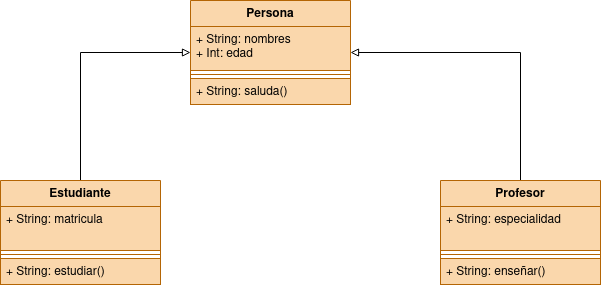 Persona
+ String: nombres
+ Int: edad
+ String: saluda()
Estudiante
+ String: matricula
+ String: estudiar()
Profesor
+ String: especialidad
+ String: enseñar()